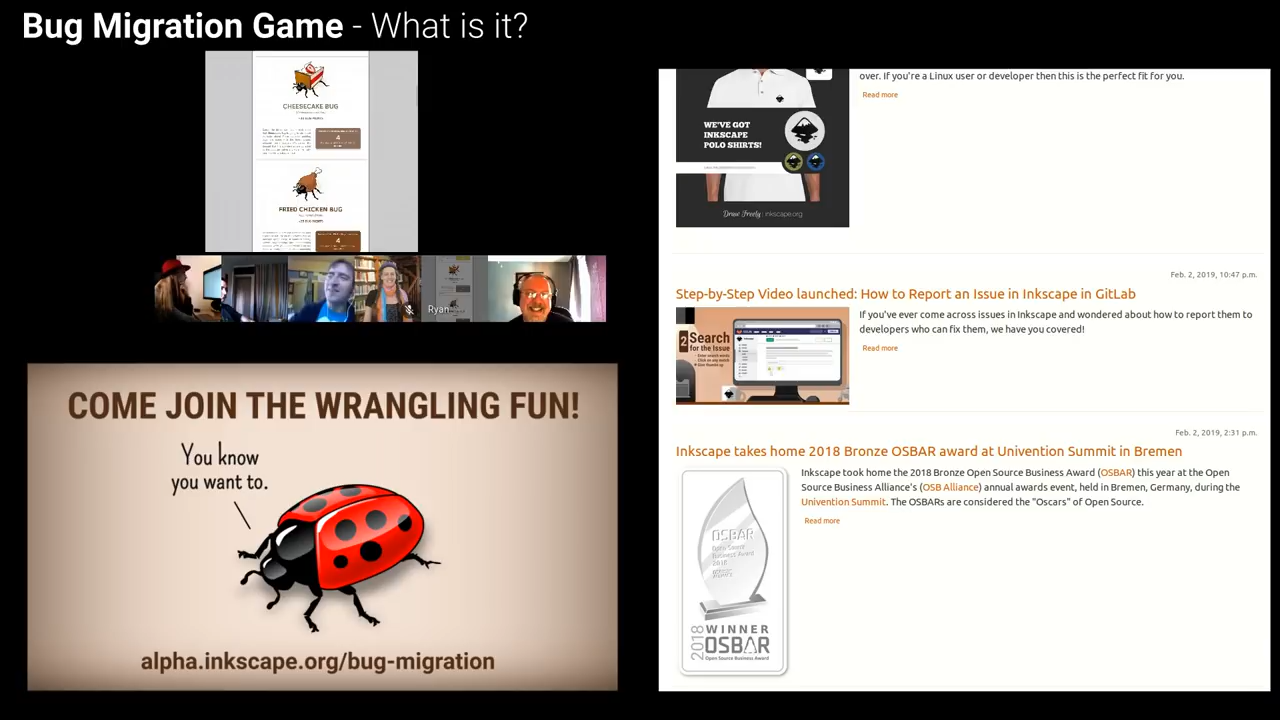 Bug Migration Game - What is it?
CHEESECAKE BUG
4
FRIED CHICKEN BUG
4
Ryan
COME JOIN THE WRANGLING FUN!
You know
you want to.
alpha.inkscape.org/bug-migration
over. If you're a Linux user or developer then this is the perfect fit for you.
Read more
WE'VE GOT
INKSCAPE
POLO SHIRTS!
Draw Freely | inkscape.org
Feb. 2, 2019, 10:47 p.m.
Step-by-Step Video launched: How to Report an Issue in Inkscape in GitLab
2 Search
for the Issue
If you've ever come across issues in Inkscape and wondered about how to report them to
developers who can fix them, we have you covered!
Read more
Feb. 2, 2019, 2:31 p.m.
Inkscape takes home 2018 Bronze OSBAR award at Univention Summit in Bremen
Inkscape took home the 2018 Bronze Open Source Business Award (OSBAR) this year at the Open
Source Business Alliance's (OSB Alliance) annual awards event, held in Bremen, Germany, during the
Univention Summit. The OSBARs are considered the "Oscars" of Open Source.
Read more
OSBAR
Open Source
Business Award
2018
2018
WINNER
OSBAR
Open Source Business Award